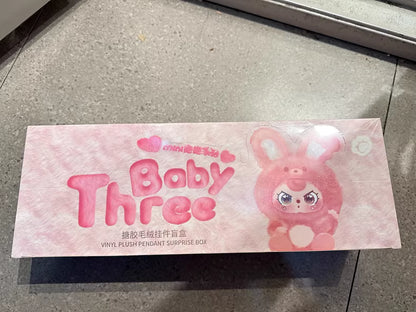 Baby
Three
搪胶毛绒挂件盲盒
VINYL PLUSH PENDANT SURPRISE BOX